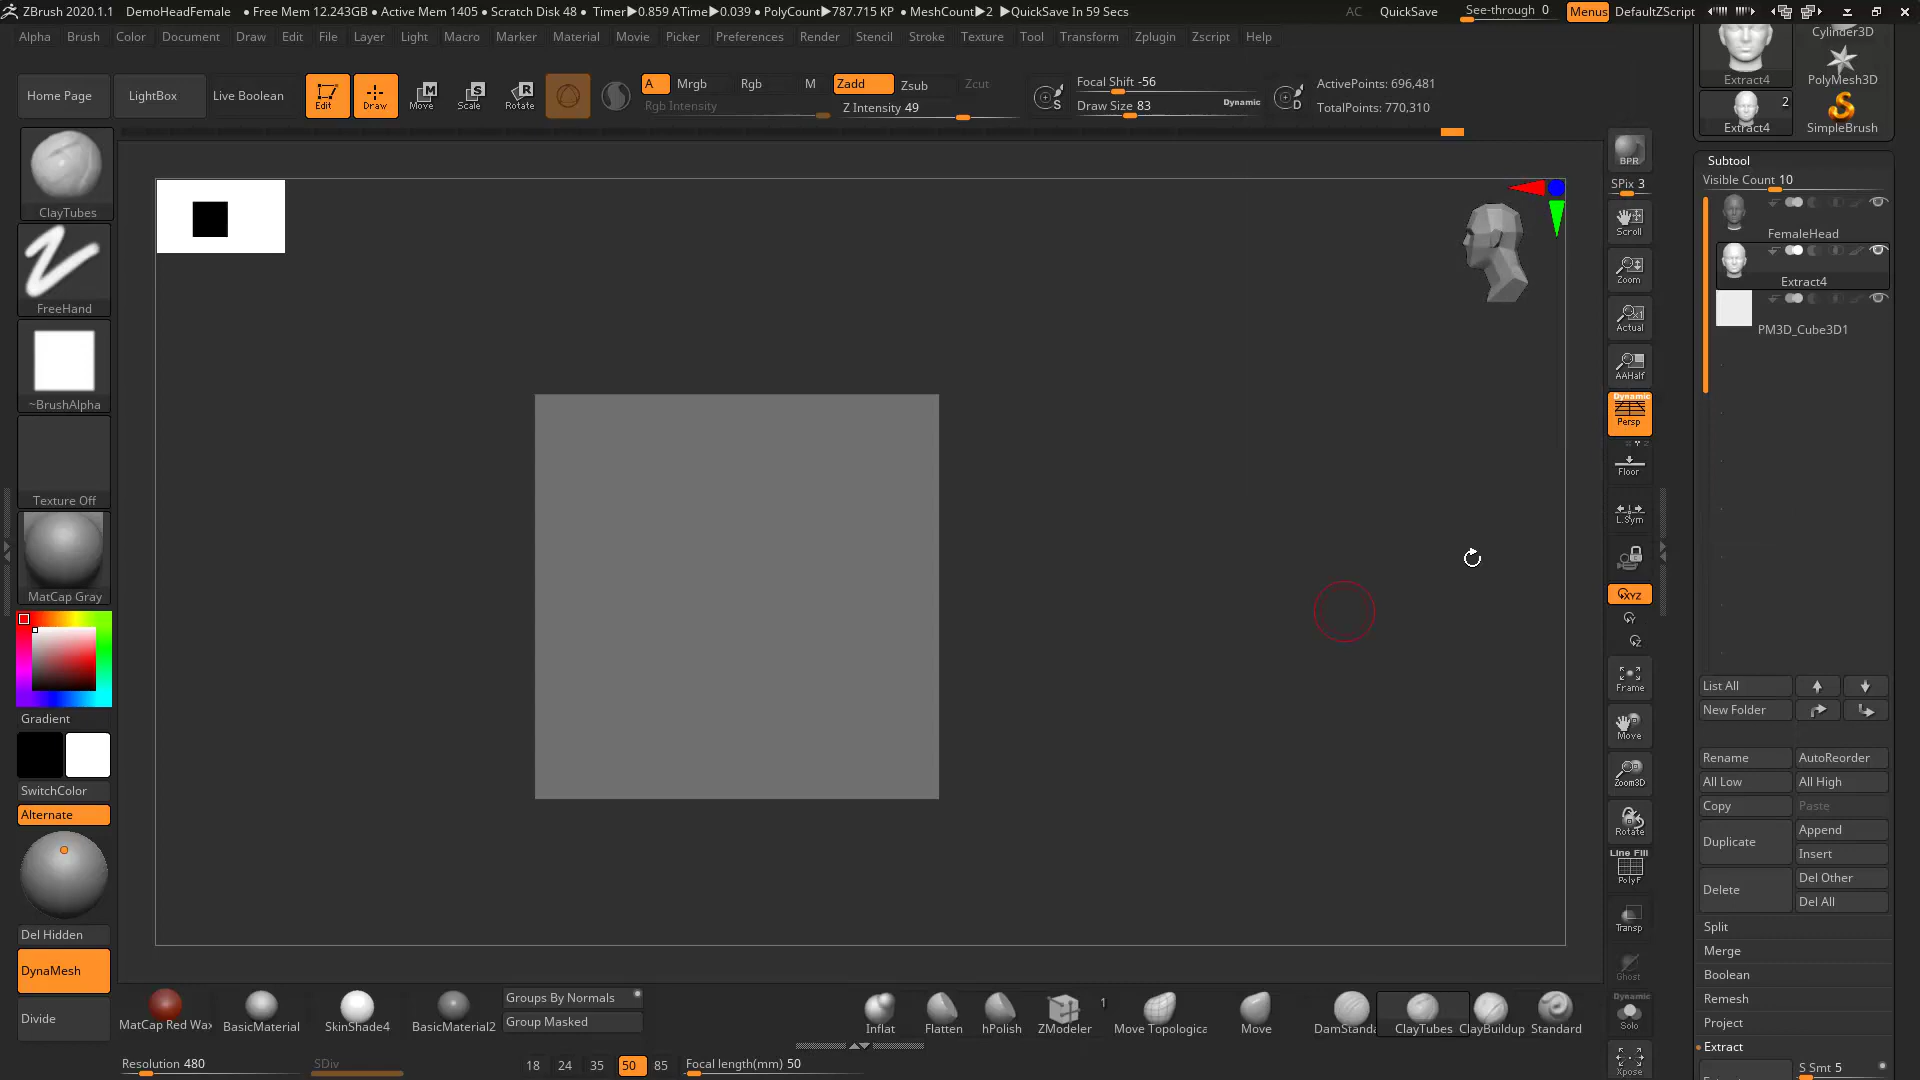 ZBrush 2020.1.1 DemoHeadFemale • Free Mem 12.243GB • Active Mem 1405 • Scratch Disk 48 • Timer▶0.859 ATime▶0.039 • PolyCount▶787.715 KP • MeshCount▶2 ▶QuickSave In 59 Secs AC QuickSave See-through 0 Menus DefaultZScript
Alpha Brush Color Document Draw Edit File Layer Light Macro Marker Material Movie Picker Preferences Render Stencil Stroke Texture Tool Transform Zplugin Zscript Help
Home Page LightBox Live Boolean Edit Draw Move Scale Rotate
A Mrgb Rgb M Zadd Zsub Zcut
Rgb Intensity Z Intensity 49
Focal Shift -56
Draw Size 83 Dynamic
ActivePoints: 696,481
TotalPoints: 770,310
ClayTubes
FreeHand
~BrushAlpha
Texture Off
MatCap Gray
Gradient
SwitchColor
Alternate
Del Hidden
DynaMesh
Divide
MatCap Red Wax BasicMaterial SkinShade4 BasicMaterial2
Groups By Normals
Group Masked
Inflat Flatten hPolish ZModeler 1 Move Topologica Move DamStanda ClayTubes ClayBuildup Standard
Resolution 480 SDiv 18 24 35 50 85 Focal length(mm) 50
BPR
SPix 3
Scroll
Zoom
Actual
AAHalf
Dynamic
Persp
Floor
L.Sym
XYZ
Y
Z
Frame
Move
Zoom3D
Rotate
Line Fill
PolyF
Transp
Ghost
Dynamic
Solo
Xpose
Cylinder3D
Extract4 PolyMesh3D
2
Extract4 SimpleBrush
Subtool
Visible Count 10
FemaleHead
Extract4
PM3D_Cube3D1
List All
New Folder
Rename AutoReorder
All Low All High
Copy Paste
Duplicate Append
Insert
Delete Del Other
Del All
Split
Merge
Boolean
Remesh
Project
Extract
S Smt 5